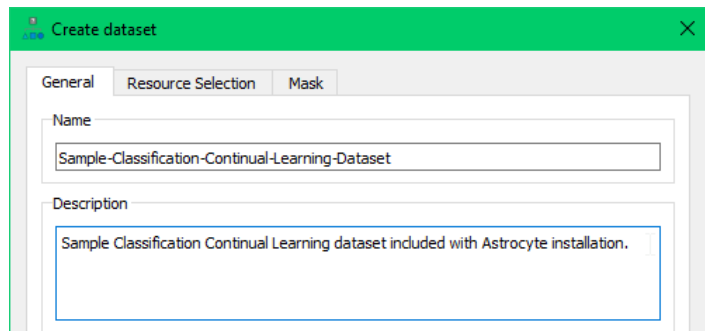 Create dataset
General Resource Selection Mask
Name
Sample-Classification-Continual-Learning-Dataset
Description
Sample Classification Continual Learning dataset included with Astrocyte installation.